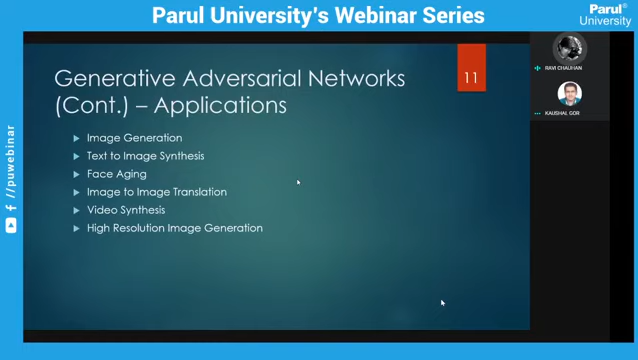 Parul University's Webinar Series
Parul®
University
Generative Adversarial Networks
(Cont.) – Applications
11
Image Generation
Text to Image Synthesis
Face Aging
Image to Image Translation
Video Synthesis
High Resolution Image Generation
RAVI CHAUHAN
KAUSHAL GOR
//puwebinar